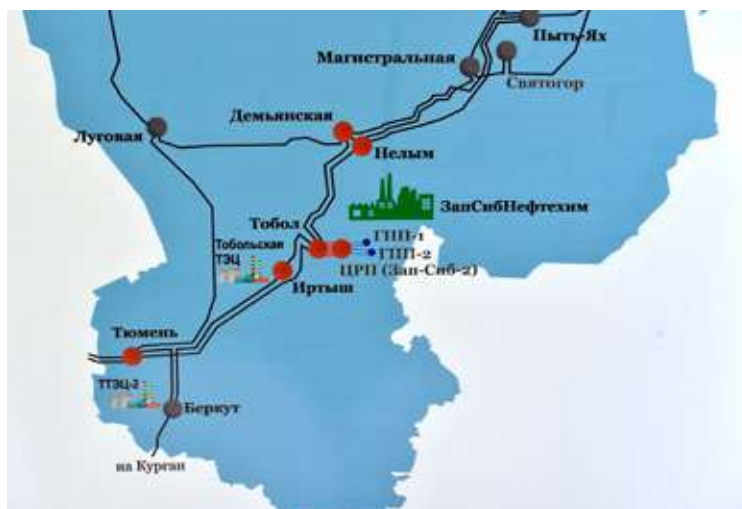 Пыть-Ях
Магистральная
Святогор
Демьянская
Луговая
Пелым
ЗапСибНефтехим
Тобол
ГПП-1
Тобольская
ТЭЦ
ГПП-2
ЦРП (Зап-Сиб-2)
Иртыш
Тюмень
ТТЭЦ-2
Беркут
на Курган